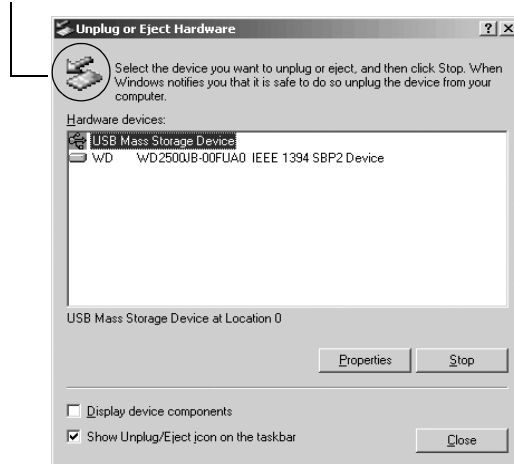 Unplug or Eject Hardware
Select the device you want to unplug or eject, and then click Stop. When
Windows notifies you that it is safe to do so unplug the device from your
computer.
Hardware devices:
USB Mass Storage Device
WD WD2500JB-00FUA0 IEEE 1394 SBP2 Device
USB Mass Storage Device at Location 0
Properties Stop
Display device components
Show Unplug/Eject icon on the taskbar
Close